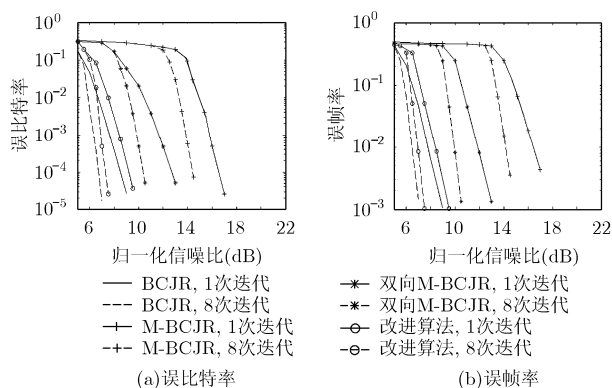 10^0
10^-1
10^-2
10^-3
10^-4
10^-5
误比特率
6 10 14 18 22
归一化信噪比(dB)
10^0
10^-1
10^-2
10^-3
误帧率
6 10 14 18 22
归一化信噪比(dB)
BCJR, 1次迭代
BCJR, 8次迭代
M-BCJR, 1次迭代
M-BCJR, 8次迭代
双向M-BCJR, 1次迭代
双向M-BCJR, 8次迭代
改进算法, 1次迭代
改进算法, 8次迭代
(a)误比特率
(b)误帧率